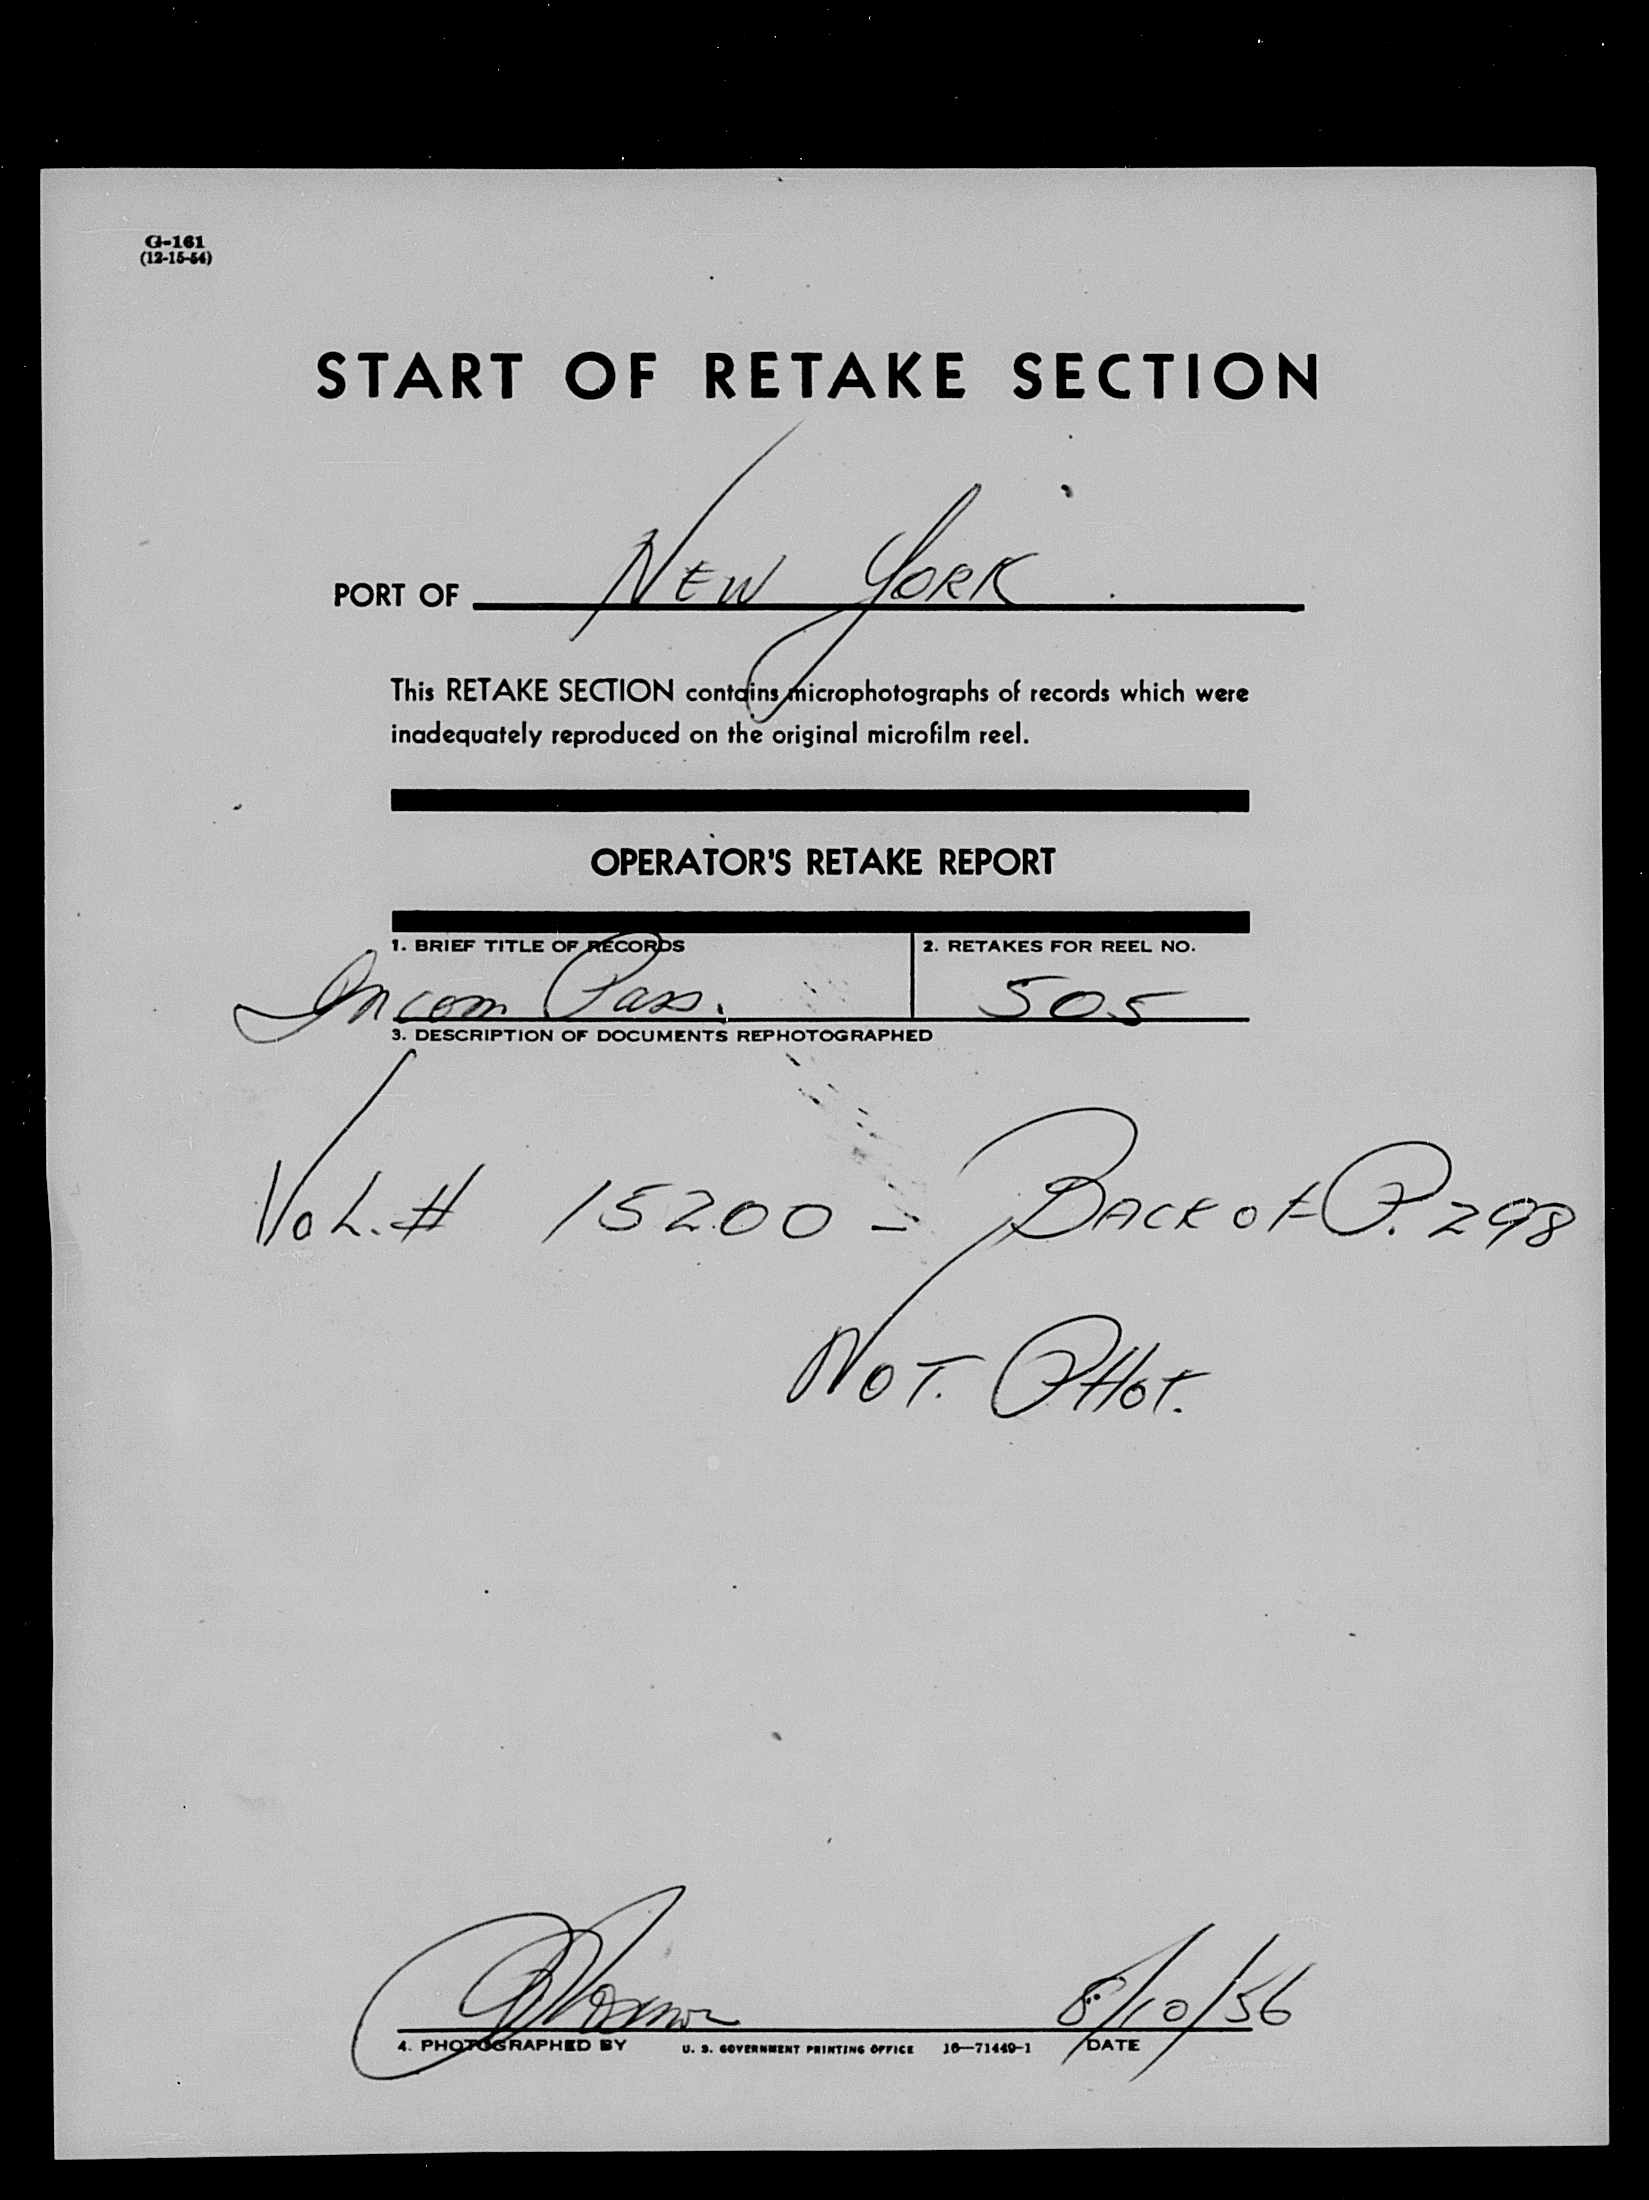 G-161
(12-15-54)
START OF RETAKE SECTION
PORT OF NEW YORK
This RETAKE SECTION contains microphotographs of records which were
inadequately reproduced on the original microfilm reel.
OPERATOR'S RETAKE REPORT
1. BRIEF TITLE OF RECORDS 2. RETAKES FOR REEL NO.
Incom Pass. 505
3. DESCRIPTION OF DOCUMENTS REPHOTOGRAPHED
VOL. # 15200 - BACK OF P. 298
NOT. PHOT.
8/10/56
4. PHOTOGRAPHED BY U. S. GOVERNMENT PRINTING OFFICE 16—71449-1 DATE